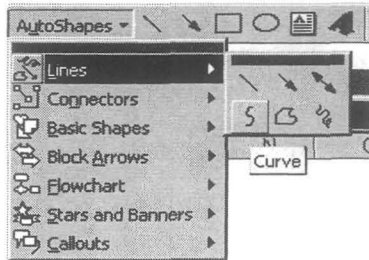 AutoShapes
Lines
Connectors
Basic Shapes
Block Arrows
Flowchart
Stars and Banners
Callouts
Curve